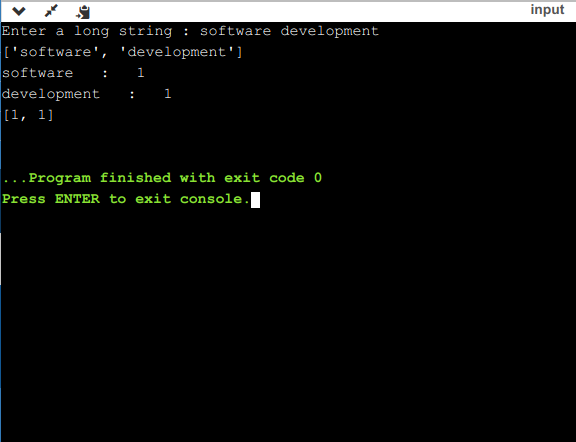 input
Enter a long string : software development
['software', 'development']
software   :   1
development   :   1
[1, 1]
...Program finished with exit code 0
Press ENTER to exit console.